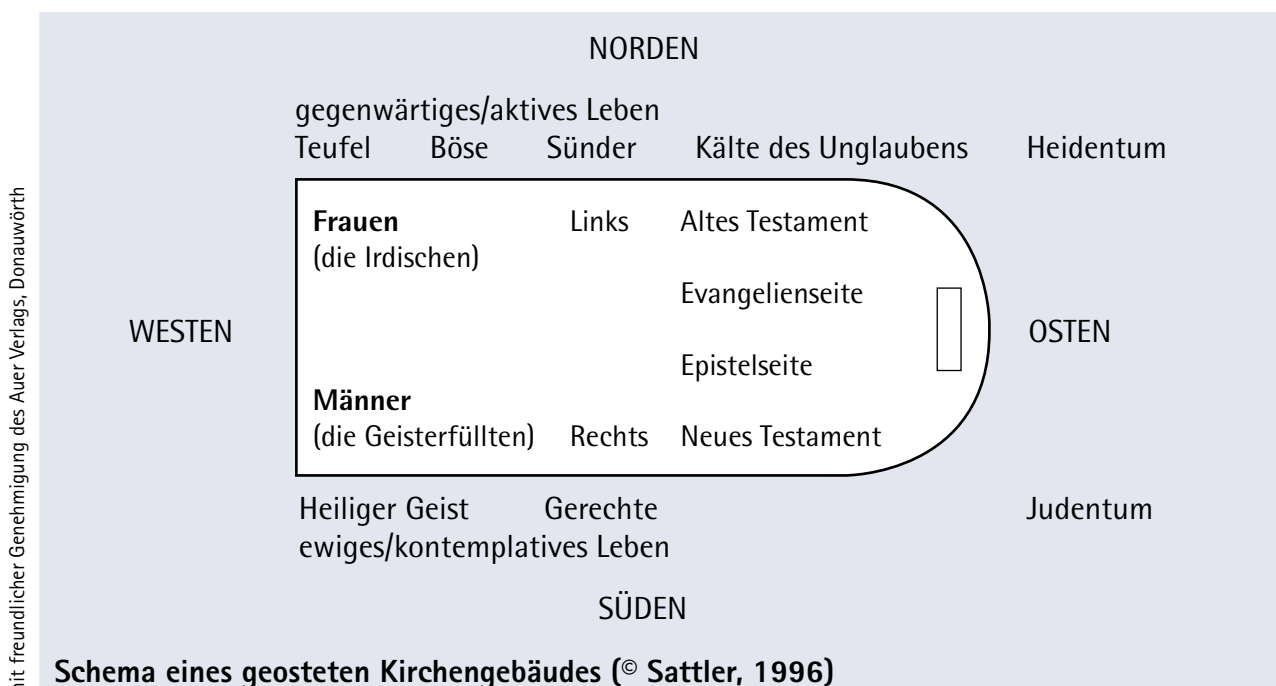 NORDEN
gegenwärtiges/aktives Leben
Teufel Böse Sünder Kälte des Unglaubens Heidentum
Frauen Links Altes Testament
(die Irdischen)
Evangelienseite
WESTEN OSTEN
Epistelseite
Männer
(die Geisterfüllten) Rechts Neues Testament
Heiliger Geist Gerechte Judentum
ewiges/kontemplatives Leben
SÜDEN
Schema eines geosteten Kirchengebäudes (© Sattler, 1996)
freundlicher Genehmigung des Auer Verlags, Donauwörth